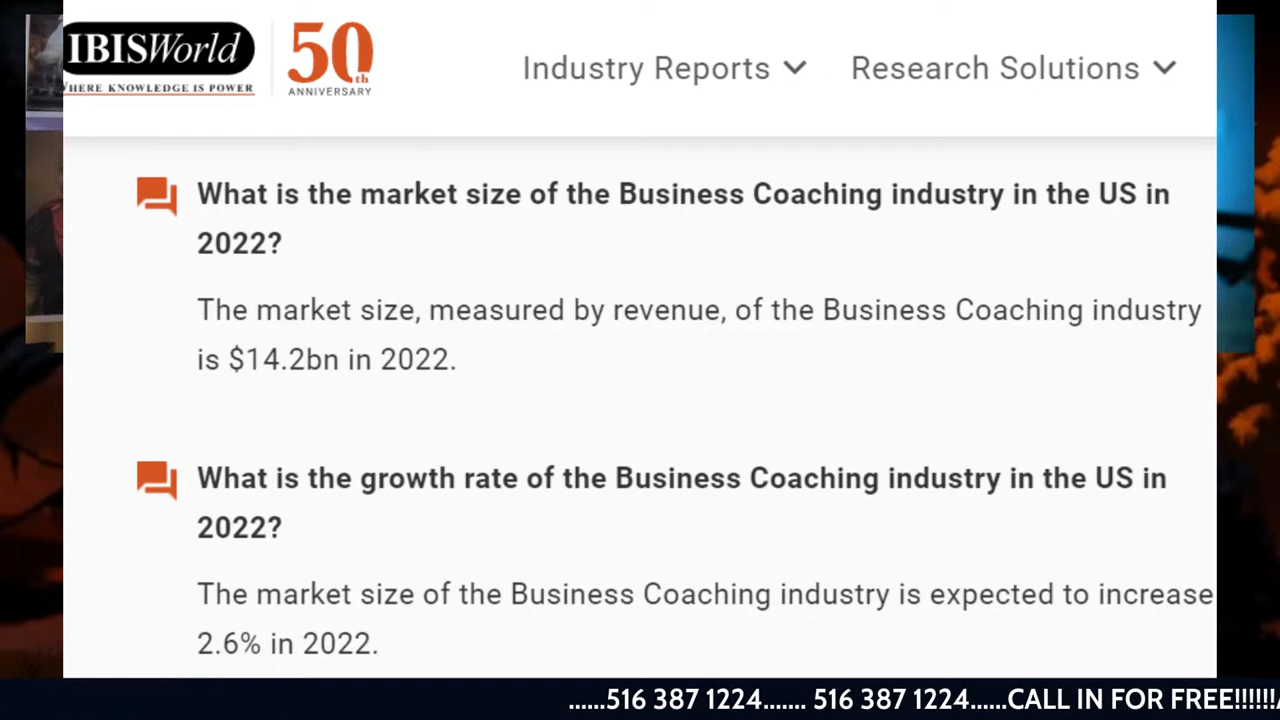 IBISWorld
WHERE KNOWLEDGE IS POWER
50th
ANNIVERSARY
Industry Reports
Research Solutions
What is the market size of the Business Coaching industry in the US in
2022?
The market size, measured by revenue, of the Business Coaching industry
is $14.2bn in 2022.
What is the growth rate of the Business Coaching industry in the US in
2022?
The market size of the Business Coaching industry is expected to increase
2.6% in 2022.
......516 387 1224....... 516 387 1224......CALL IN FOR FREE!!!!!!